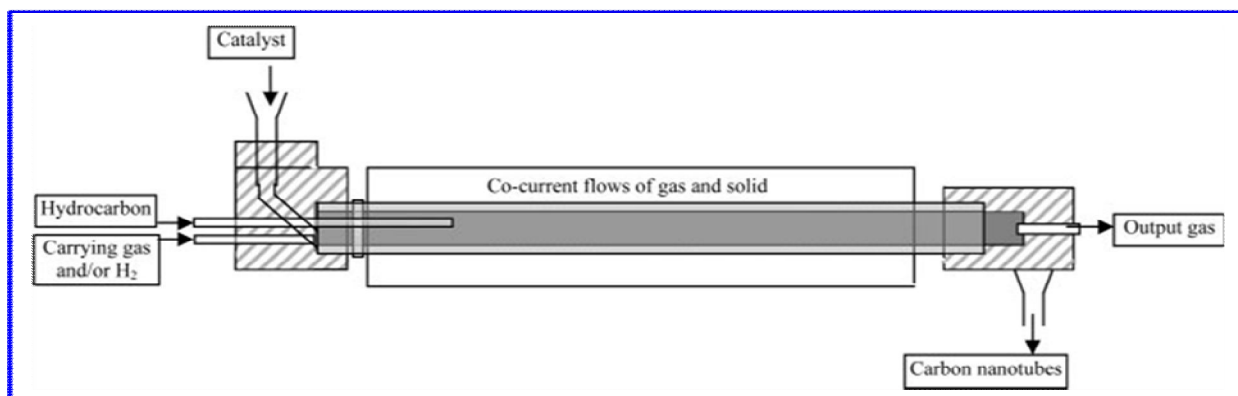 Catalyst
Co-current flows of gas and solid
Hydrocarbon
Carrying gas
and/or H₂
Output gas
Carbon nanotubes